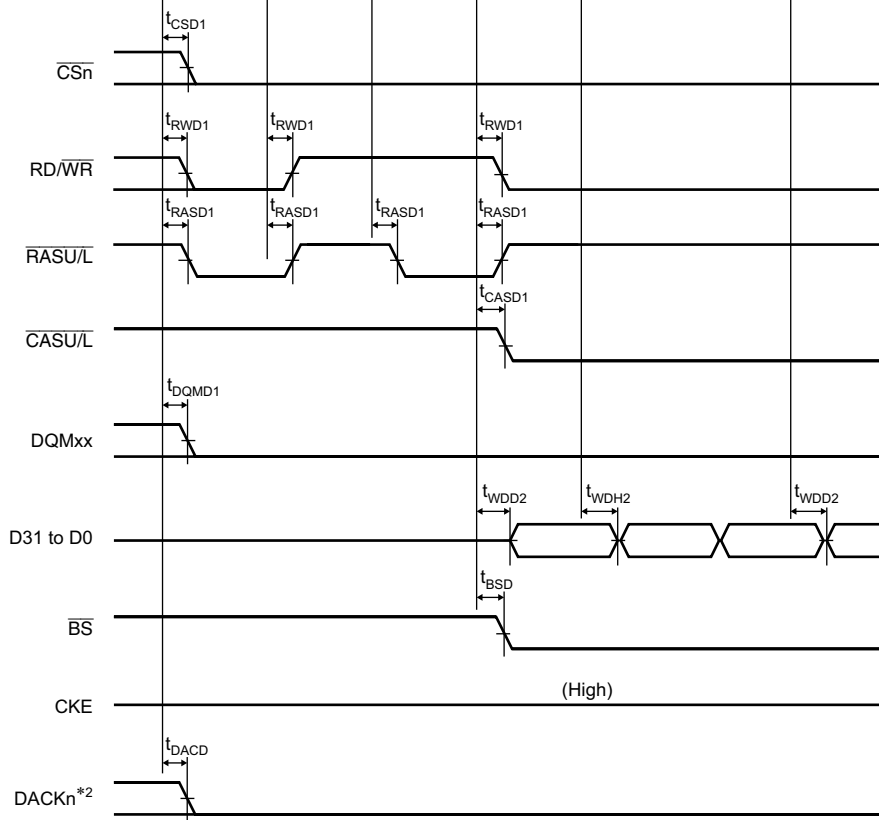 tCSD1
CSn
tRWD1 tRWD1 tRWD1
RD/WR
tRASD1 tRASD1 tRASD1 tRASD1
RASU/L
tCASD1
CASU/L
tDQMD1
DQMxx
tWDD2 tWDH2 tWDD2
D31 to D0
tBSD
BS
(High)
CKE
tDACD
DACKn*2